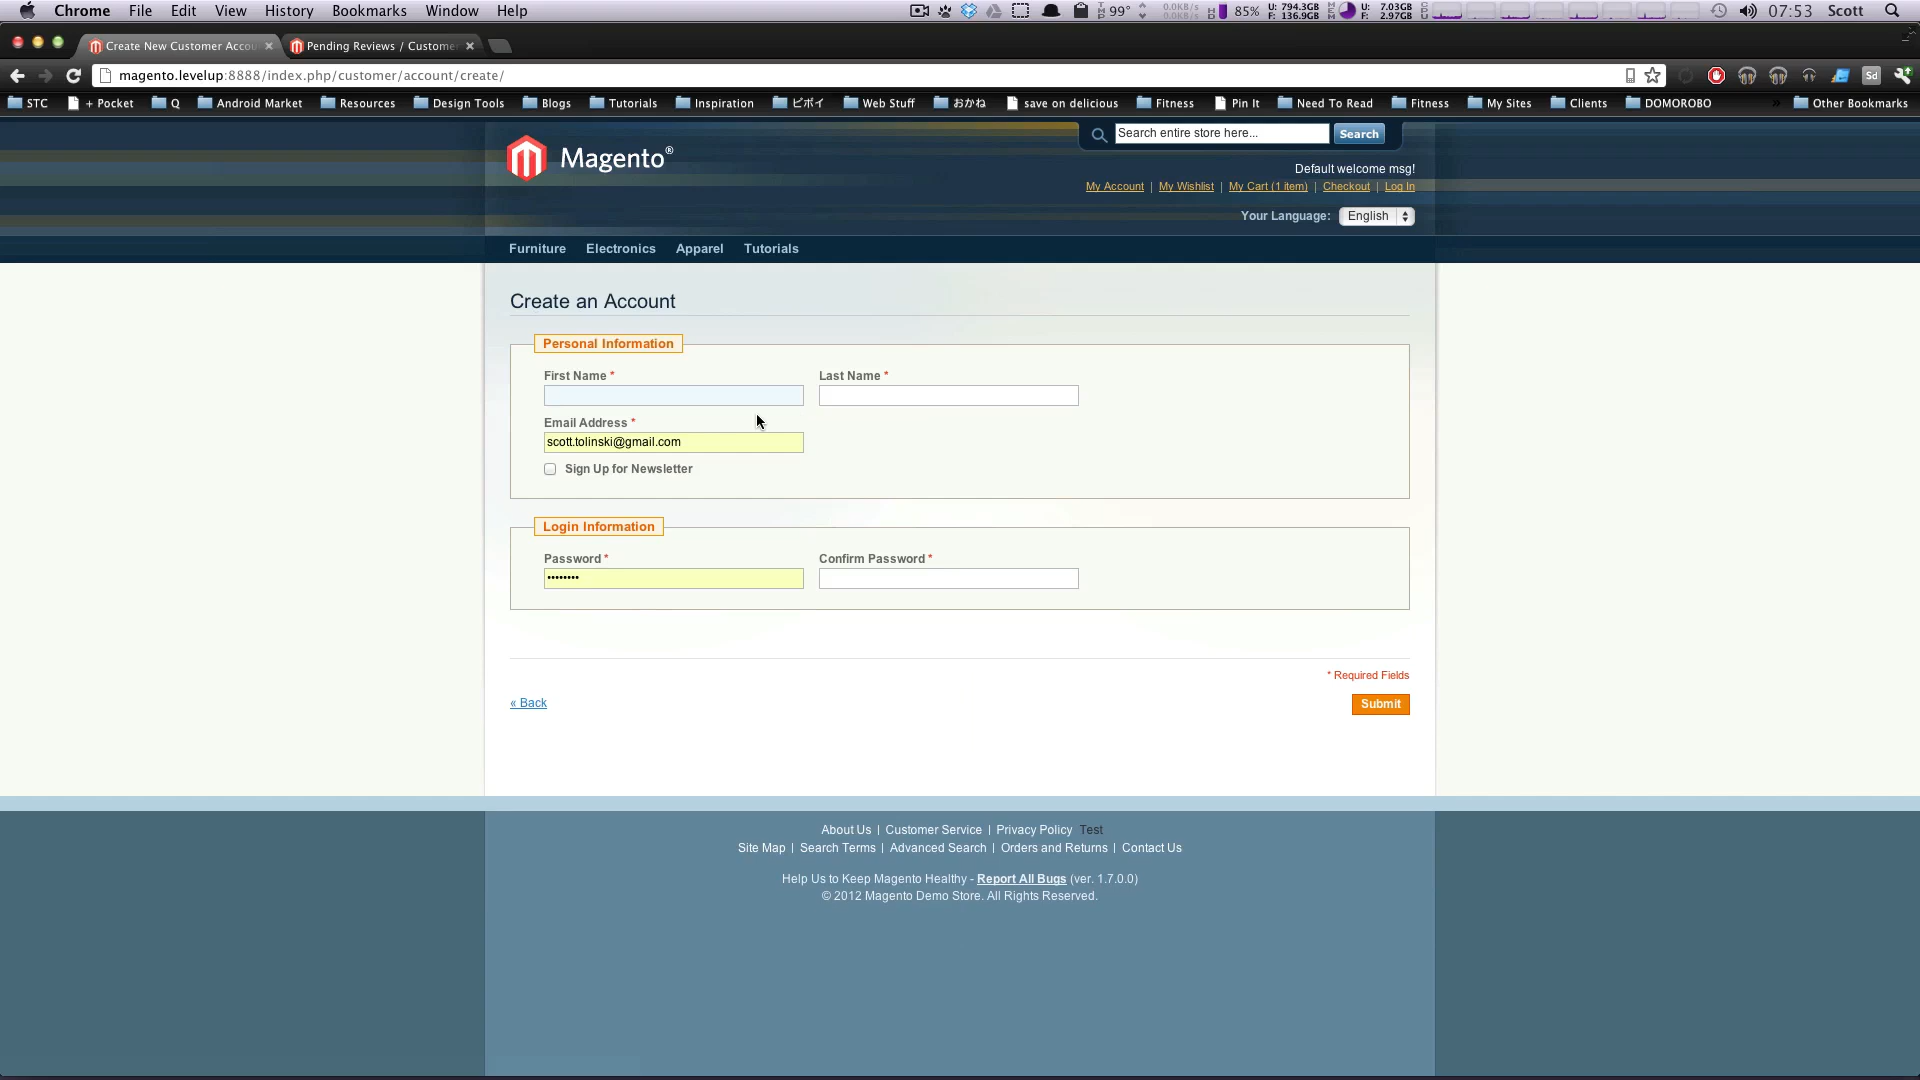 Chrome File Edit View History Bookmarks Window Help 99° 0.0KB/s 0.0KB/s 85% U: 794.3GB F: 136.9GB U: 7.03GB F: 2.97GB 07:53 Scott
Create New Customer Accou Pending Reviews / Custome
magento.levelup:8888/index.php/customer/account/create/ Sd
STC + Pocket Q Android Market Resources Design Tools Blogs Tutorials Inspiration ビボイ Web Stuff おかね save on delicious Fitness Pin It Need To Read Fitness My Sites Clients DOMOROBO » Other Bookmarks
Magento®
Search entire store here... Search
Default welcome msg!
My Account | My Wishlist | My Cart (1 item) | Checkout | Log In
Your Language: English
Furniture Electronics Apparel Tutorials
Create an Account
Personal Information
First Name * Last Name *
Email Address *
scott.tolinski@gmail.com
Sign Up for Newsletter
Login Information
Password * Confirm Password *
••••••••
* Required Fields
« Back Submit
About Us | Customer Service | Privacy Policy Test
Site Map | Search Terms | Advanced Search | Orders and Returns | Contact Us
Help Us to Keep Magento Healthy - Report All Bugs (ver. 1.7.0.0)
© 2012 Magento Demo Store. All Rights Reserved.